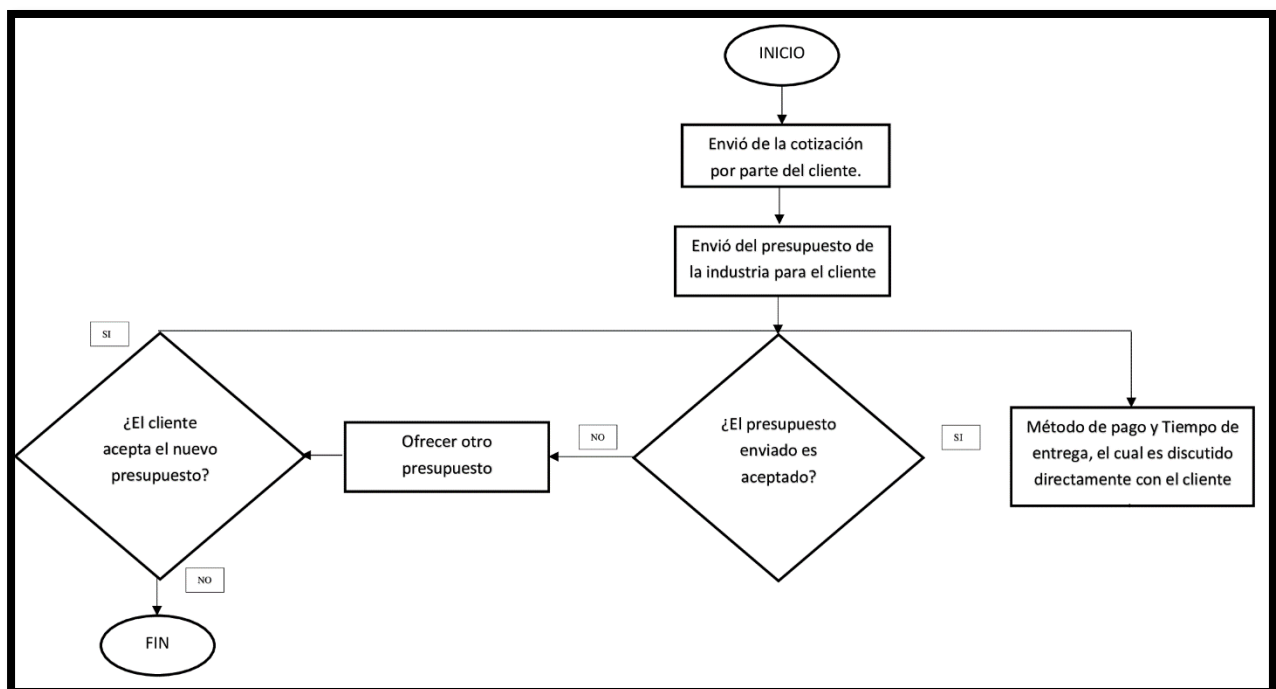 INICIO
Envió de la cotización
por parte del cliente.
Envió del presupuesto de
la industria para el cliente
SI
¿El cliente
acepta el nuevo
presupuesto?
Ofrecer otro
presupuesto
NO
¿El presupuesto
enviado es
aceptado?
SI
Método de pago y Tiempo de
entrega, el cual es discutido
directamente con el cliente
NO
FIN